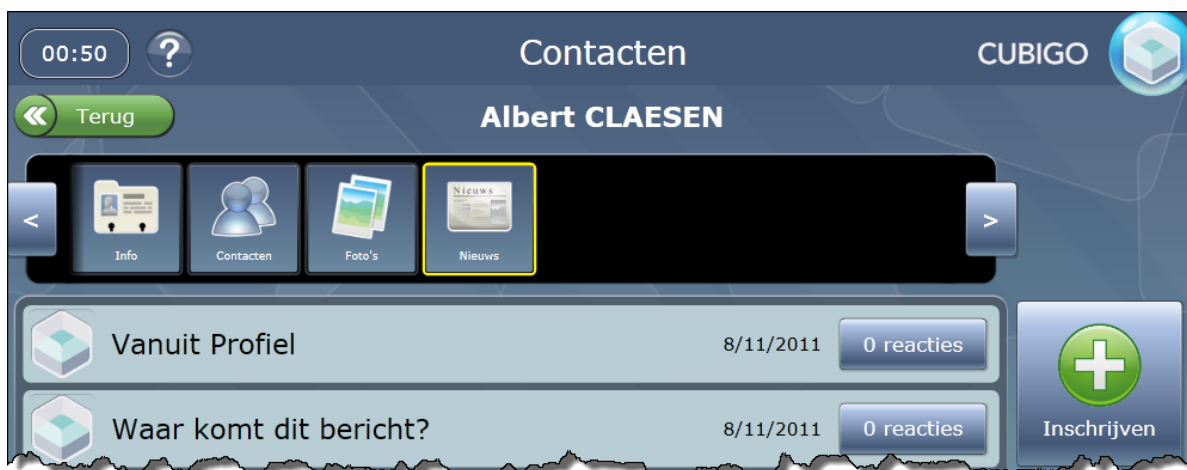 00:50 ? Contacten CUBIGO
Terug Albert CLAESEN
< >
Nieuws
Info Contacten Foto's Nieuws
Vanuit Profiel 8/11/2011 0 reacties
Waar komt dit bericht? 8/11/2011 0 reacties
Inschrijven